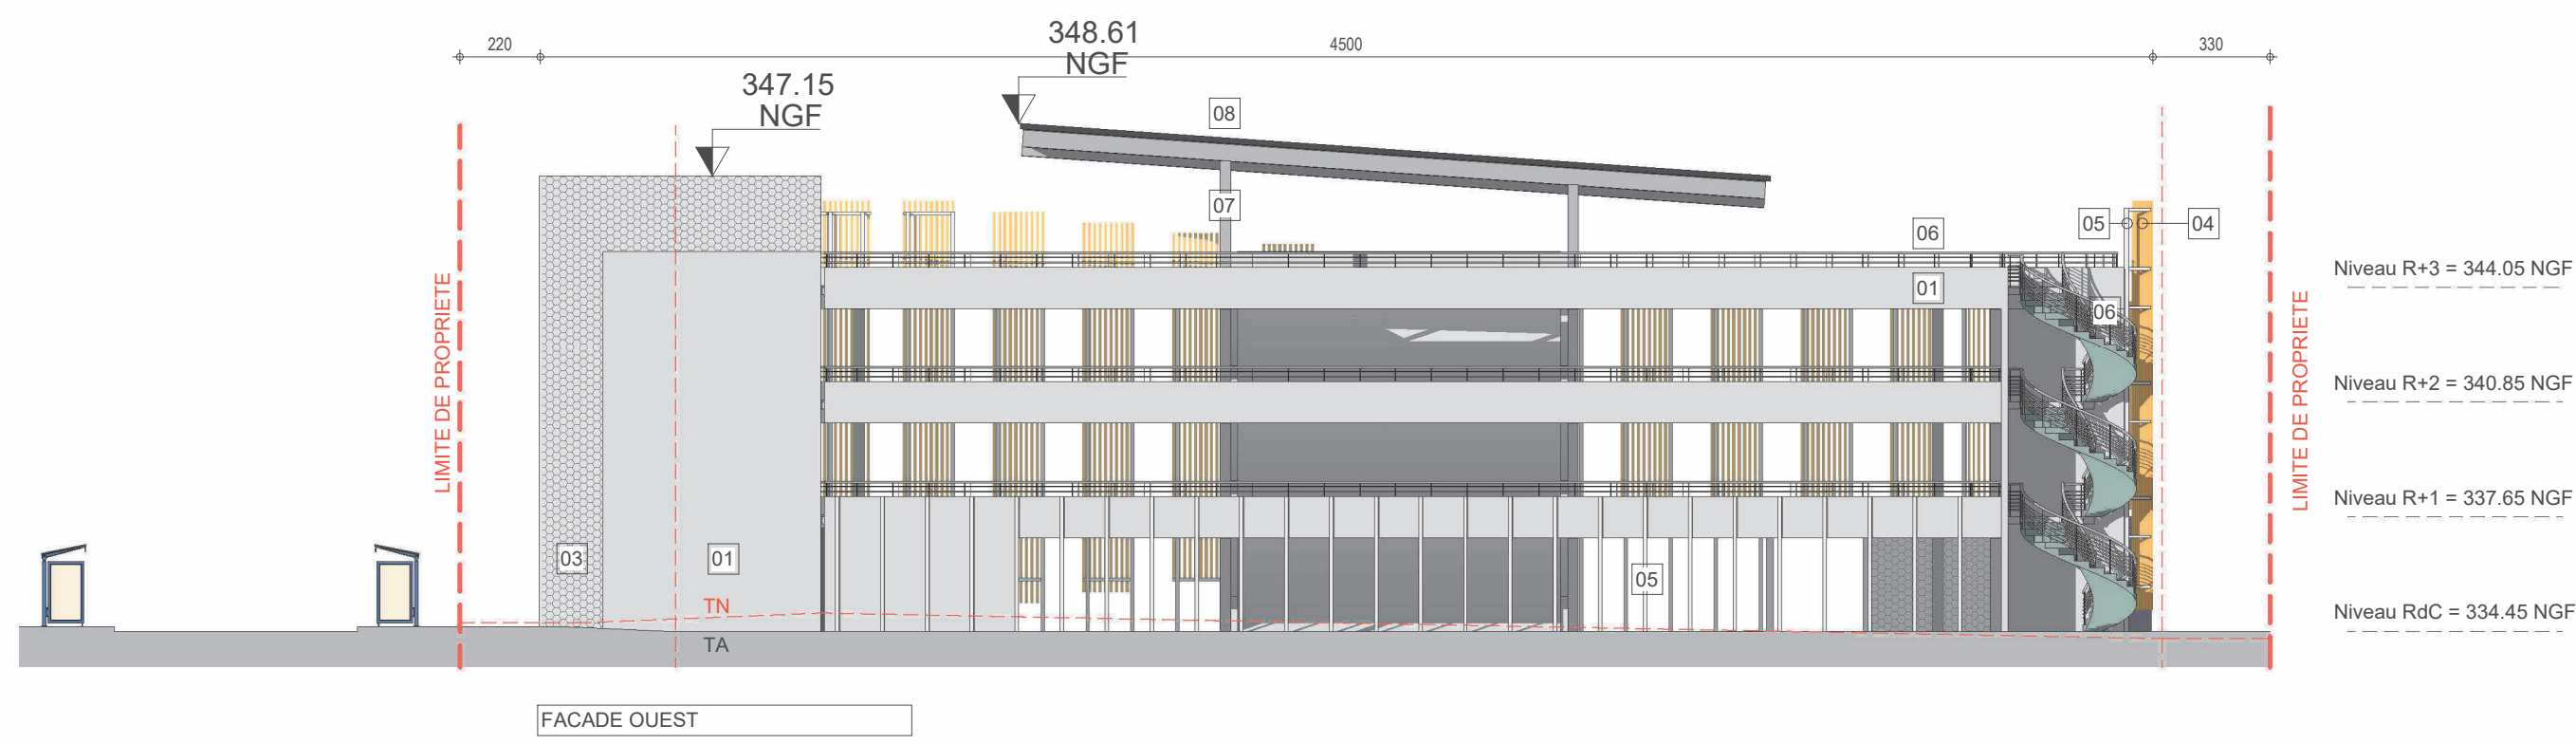 220
4500
330
348.61
NGF
347.15
NGF
08
07
06
05
04
01
06
Niveau R+3 = 344.05 NGF
Niveau R+2 = 340.85 NGF
Niveau R+1 = 337.65 NGF
Niveau RdC = 334.45 NGF
LIMITE DE PROPRIETE
LIMITE DE PROPRIETE
03
01
05
TN
TA
FACADE OUEST